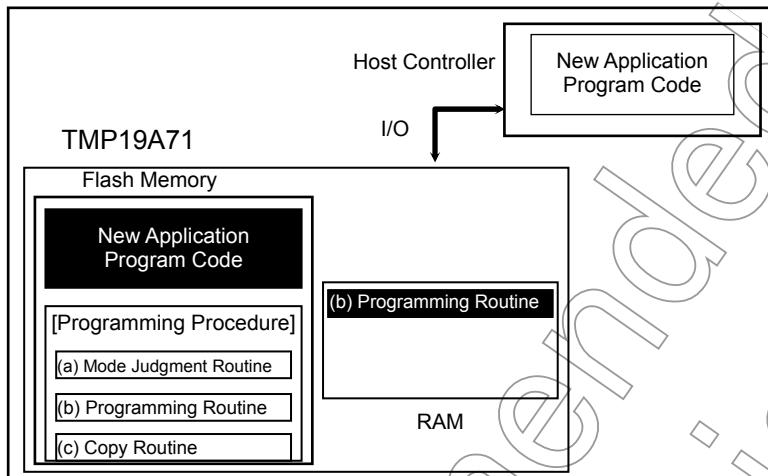 Host Controller
New Application
Program Code
I/O
TMP19A71
Flash Memory
New Application
Program Code
[Programming Procedure]
(a) Mode Judgment Routine
(b) Programming Routine
(c) Copy Routine
(b) Programming Routine
RAM